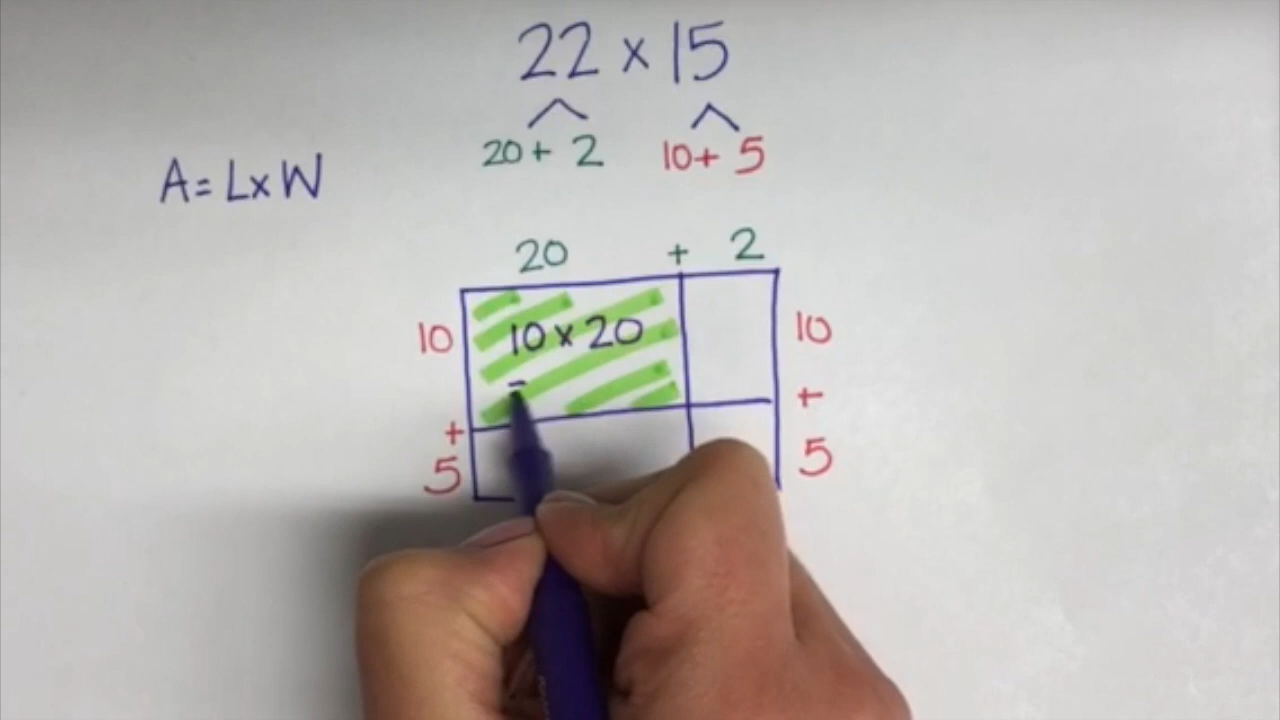 22 x 15
20 + 2 10 + 5
A = L x W
20 + 2
10 10 x 20 10
-
+ +
5 5